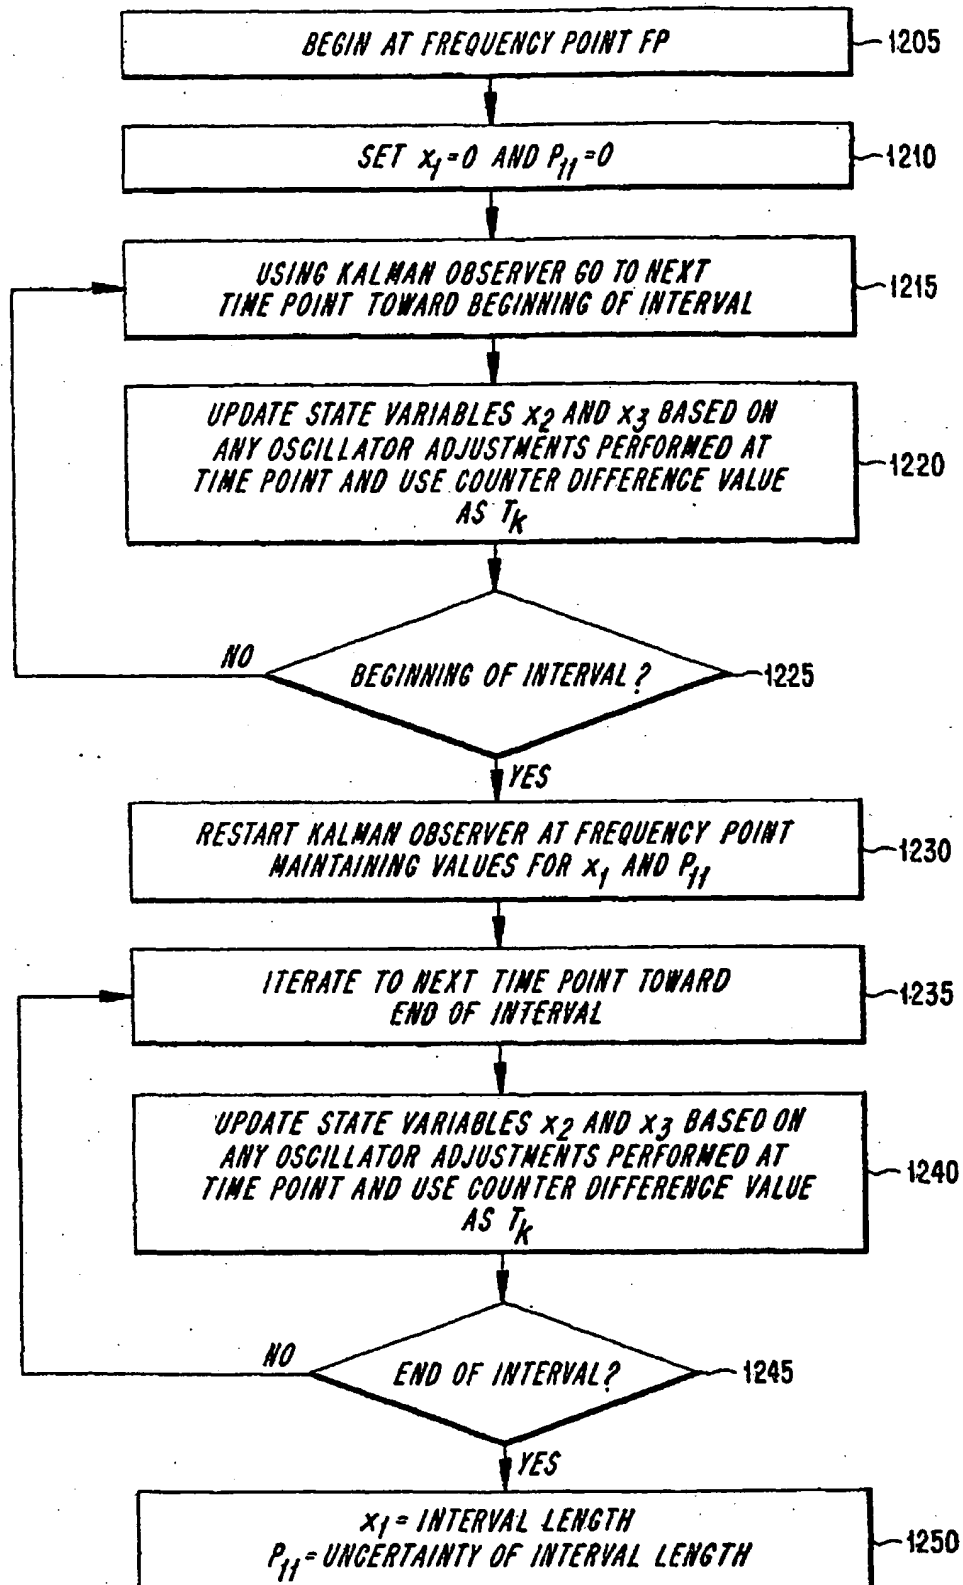 BEGIN AT FREQUENCY POINT FP
1205
SET x1=0 AND P11=0
1210
USING KALMAN OBSERVER GO TO NEXT
TIME POINT TOWARD BEGINNING OF INTERVAL
1215
UPDATE STATE VARIABLES x2 AND x3 BASED ON
ANY OSCILLATOR ADJUSTMENTS PERFORMED AT
TIME POINT AND USE COUNTER DIFFERENCE VALUE
AS Tk
1220
NO
BEGINNING OF INTERVAL?
1225
YES
RESTART KALMAN OBSERVER AT FREQUENCY POINT
MAINTAINING VALUES FOR x1 AND P11
1230
ITERATE TO NEXT TIME POINT TOWARD
END OF INTERVAL
1235
UPDATE STATE VARIABLES x2 AND x3 BASED ON
ANY OSCILLATOR ADJUSTMENTS PERFORMED AT
TIME POINT AND USE COUNTER DIFFERENCE VALUE
AS Tk
1240
NO
END OF INTERVAL?
1245
YES
x1= INTERVAL LENGTH
P11= UNCERTAINTY OF INTERVAL LENGTH
1250